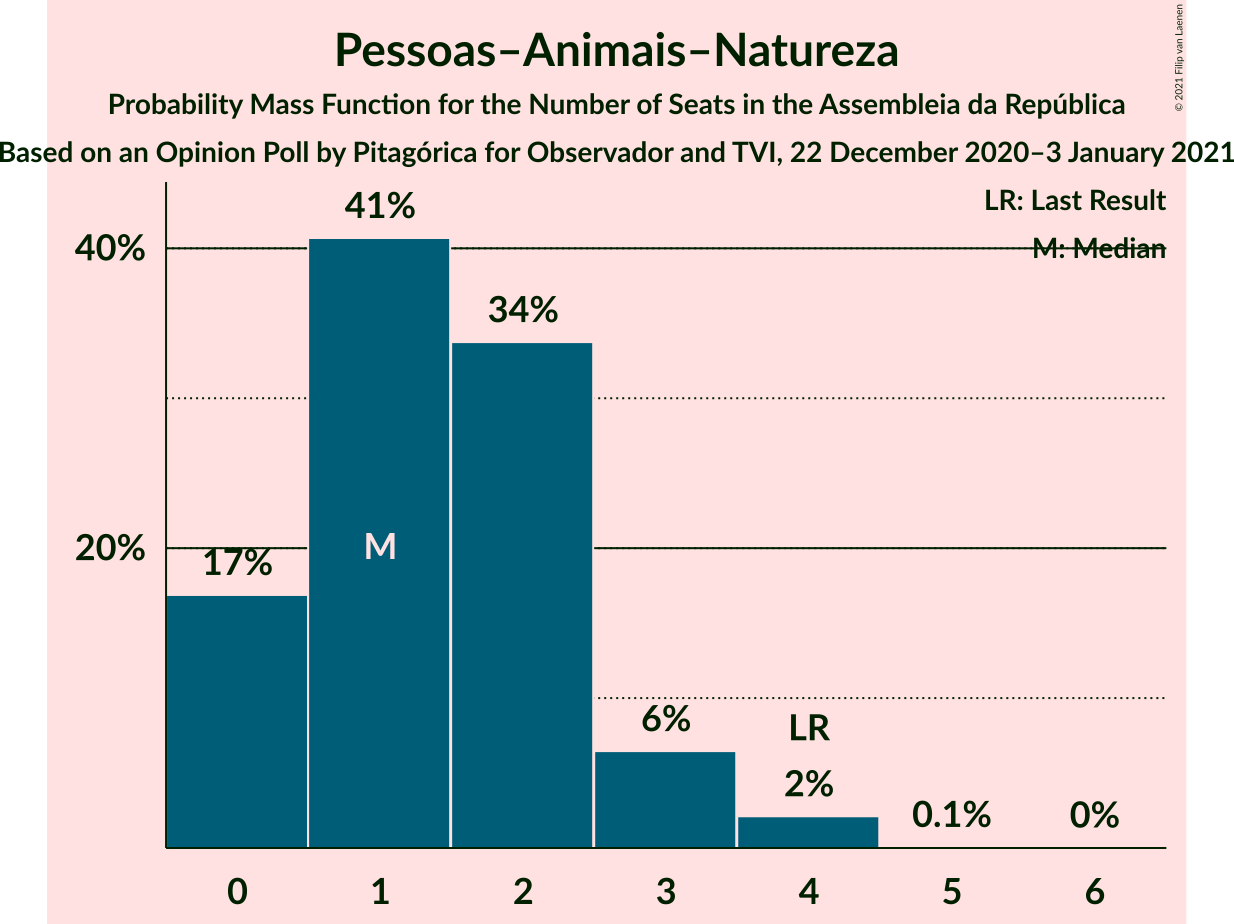 Pessoas–Animais–Natureza
Probability Mass Function for the Number of Seats in the Assembleia da República
Based on an Opinion Poll by Pitagórica for Observador and TVI, 22 December 2020–3 January 2021
© 2021 Filip van Laenen
LR: Last Result
M: Median
40%
20%
17%
41%
M
34%
6%
LR
2%
0.1%
0%
0 1 2 3 4 5 6